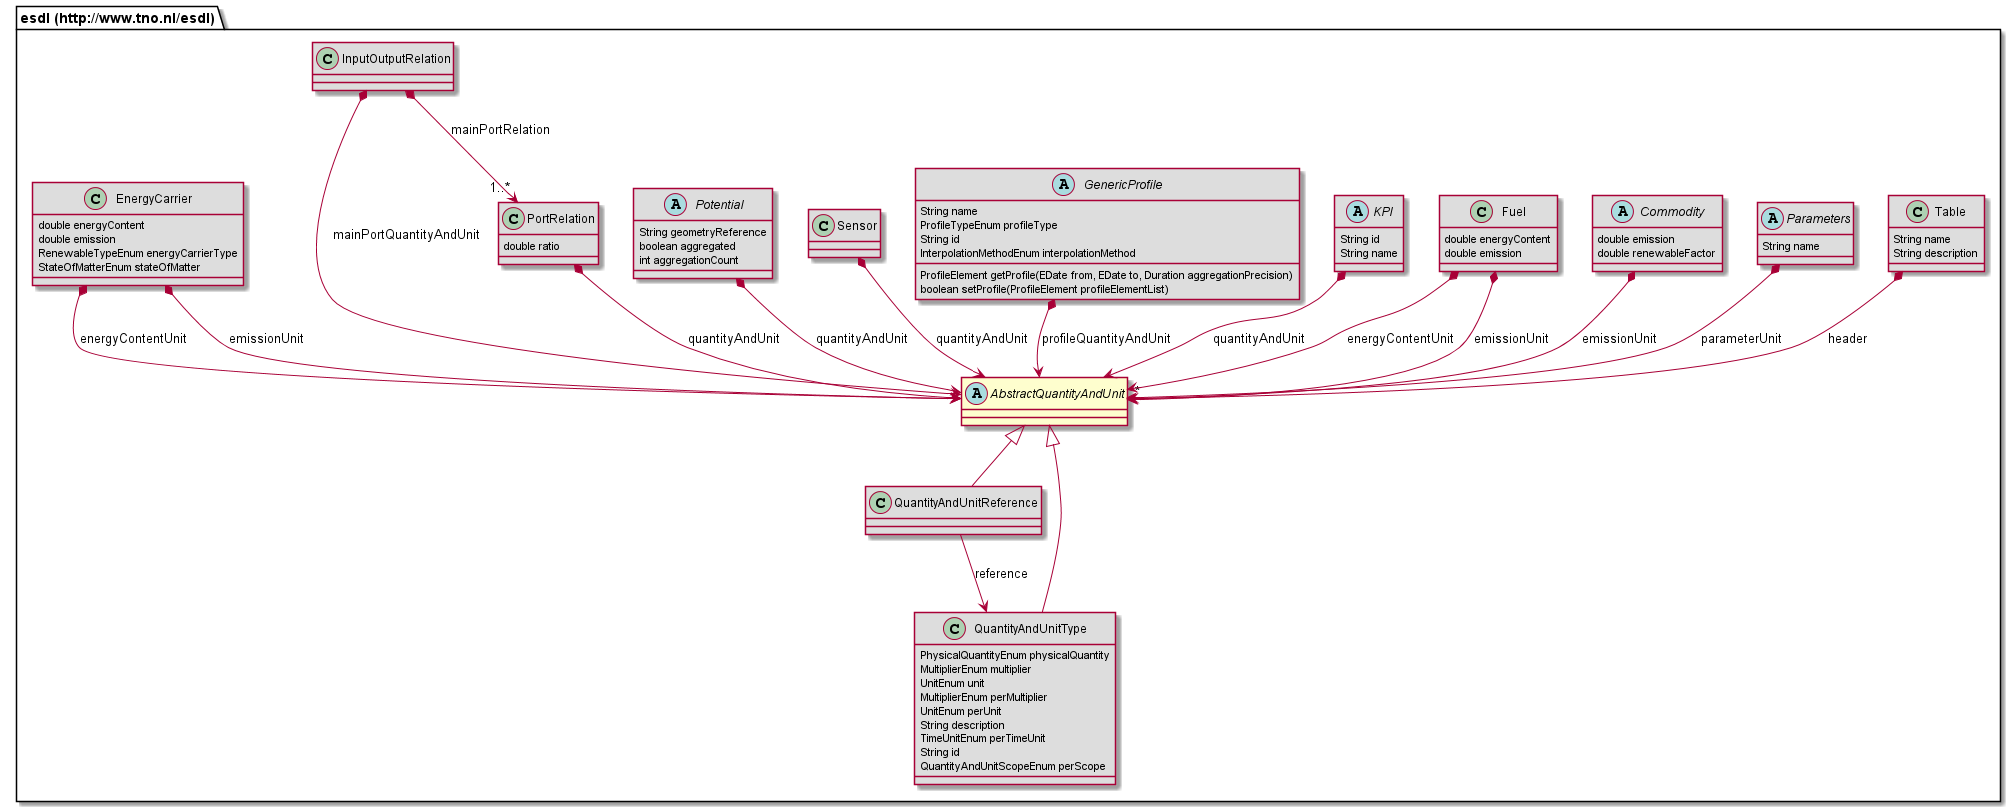 esdl (http://www.tno.nl/esdl)
C InputOutputRelation
mainPortRelation
1..*
mainPortQuantityAndUnit
C EnergyCarrier
double energyContent
double emission
RenewableTypeEnum energyCarrierType
StateOfMatterEnum stateOfMatter
C PortRelation
double ratio
A Potential
String geometryReference
boolean aggregated
int aggregationCount
C Sensor
A GenericProfile
String name
ProfileTypeEnum profileType
String id
InterpolationMethodEnum interpolationMethod
ProfileElement getProfile(EDate from, EDate to, Duration aggregationPrecision)
boolean setProfile(ProfileElement profileElementList)
A KPI
String id
String name
C Fuel
double energyContent
double emission
A Commodity
double emission
double renewableFactor
A Parameters
String name
C Table
String name
String description
energyContentUnit
emissionUnit
quantityAndUnit
quantityAndUnit
quantityAndUnit
profileQuantityAndUnit
quantityAndUnit
energyContentUnit
emissionUnit
emissionUnit
parameterUnit
header
A AbstractQuantityAndUnit
*
C QuantityAndUnitReference
reference
C QuantityAndUnitType
PhysicalQuantityEnum physicalQuantity
MultiplierEnum multiplier
UnitEnum unit
MultiplierEnum perMultiplier
UnitEnum perUnit
String description
TimeUnitEnum perTimeUnit
String id
QuantityAndUnitScopeEnum perScope